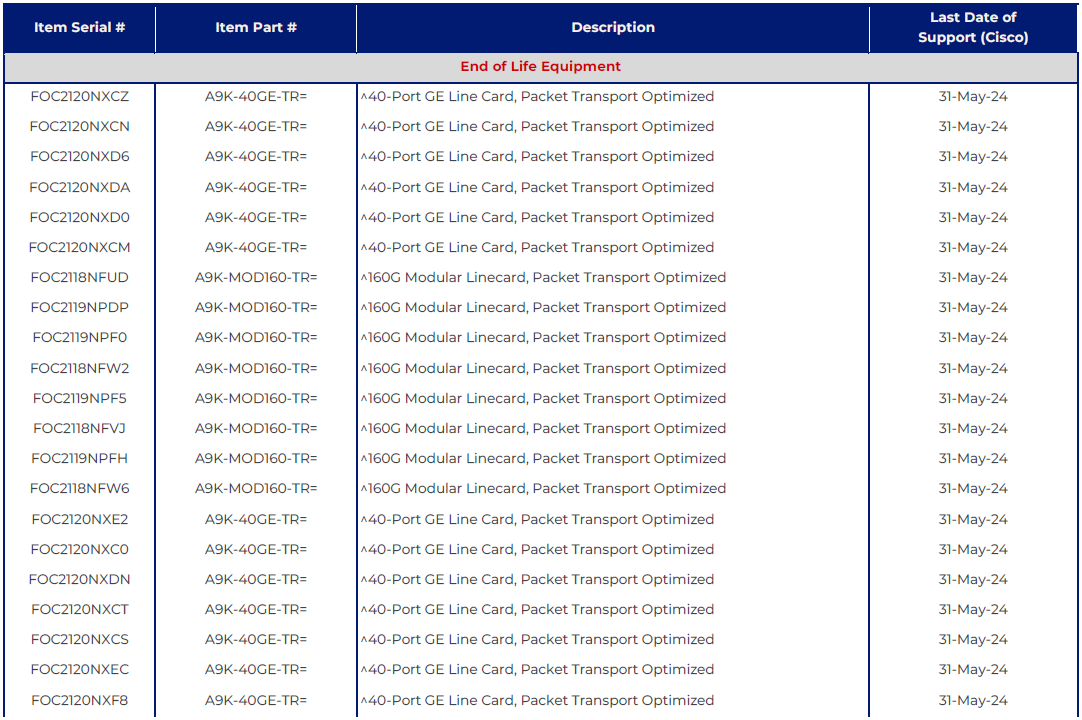 Item Serial # Item Part # Description Last Date of Support (Cisco)
End of Life Equipment
FOC2120NXCZ A9K-40GE-TR= ^40-Port GE Line Card, Packet Transport Optimized 31-May-24
FOC2120NXCN A9K-40GE-TR= ^40-Port GE Line Card, Packet Transport Optimized 31-May-24
FOC2120NXD6 A9K-40GE-TR= ^40-Port GE Line Card, Packet Transport Optimized 31-May-24
FOC2120NXDA A9K-40GE-TR= ^40-Port GE Line Card, Packet Transport Optimized 31-May-24
FOC2120NXD0 A9K-40GE-TR= ^40-Port GE Line Card, Packet Transport Optimized 31-May-24
FOC2120NXCM A9K-40GE-TR= ^40-Port GE Line Card, Packet Transport Optimized 31-May-24
FOC2118NFUD A9K-MOD160-TR= ^160G Modular Linecard, Packet Transport Optimized 31-May-24
FOC2119NPDP A9K-MOD160-TR= ^160G Modular Linecard, Packet Transport Optimized 31-May-24
FOC2119NPF0 A9K-MOD160-TR= ^160G Modular Linecard, Packet Transport Optimized 31-May-24
FOC2118NFW2 A9K-MOD160-TR= ^160G Modular Linecard, Packet Transport Optimized 31-May-24
FOC2119NPF5 A9K-MOD160-TR= ^160G Modular Linecard, Packet Transport Optimized 31-May-24
FOC2118NFVJ A9K-MOD160-TR= ^160G Modular Linecard, Packet Transport Optimized 31-May-24
FOC2119NPFH A9K-MOD160-TR= ^160G Modular Linecard, Packet Transport Optimized 31-May-24
FOC2118NFW6 A9K-MOD160-TR= ^160G Modular Linecard, Packet Transport Optimized 31-May-24
FOC2120NXE2 A9K-40GE-TR= ^40-Port GE Line Card, Packet Transport Optimized 31-May-24
FOC2120NXC0 A9K-40GE-TR= ^40-Port GE Line Card, Packet Transport Optimized 31-May-24
FOC2120NXDN A9K-40GE-TR= ^40-Port GE Line Card, Packet Transport Optimized 31-May-24
FOC2120NXCT A9K-40GE-TR= ^40-Port GE Line Card, Packet Transport Optimized 31-May-24
FOC2120NXCS A9K-40GE-TR= ^40-Port GE Line Card, Packet Transport Optimized 31-May-24
FOC2120NXEC A9K-40GE-TR= ^40-Port GE Line Card, Packet Transport Optimized 31-May-24
FOC2120NXF8 A9K-40GE-TR= ^40-Port GE Line Card, Packet Transport Optimized 31-May-24